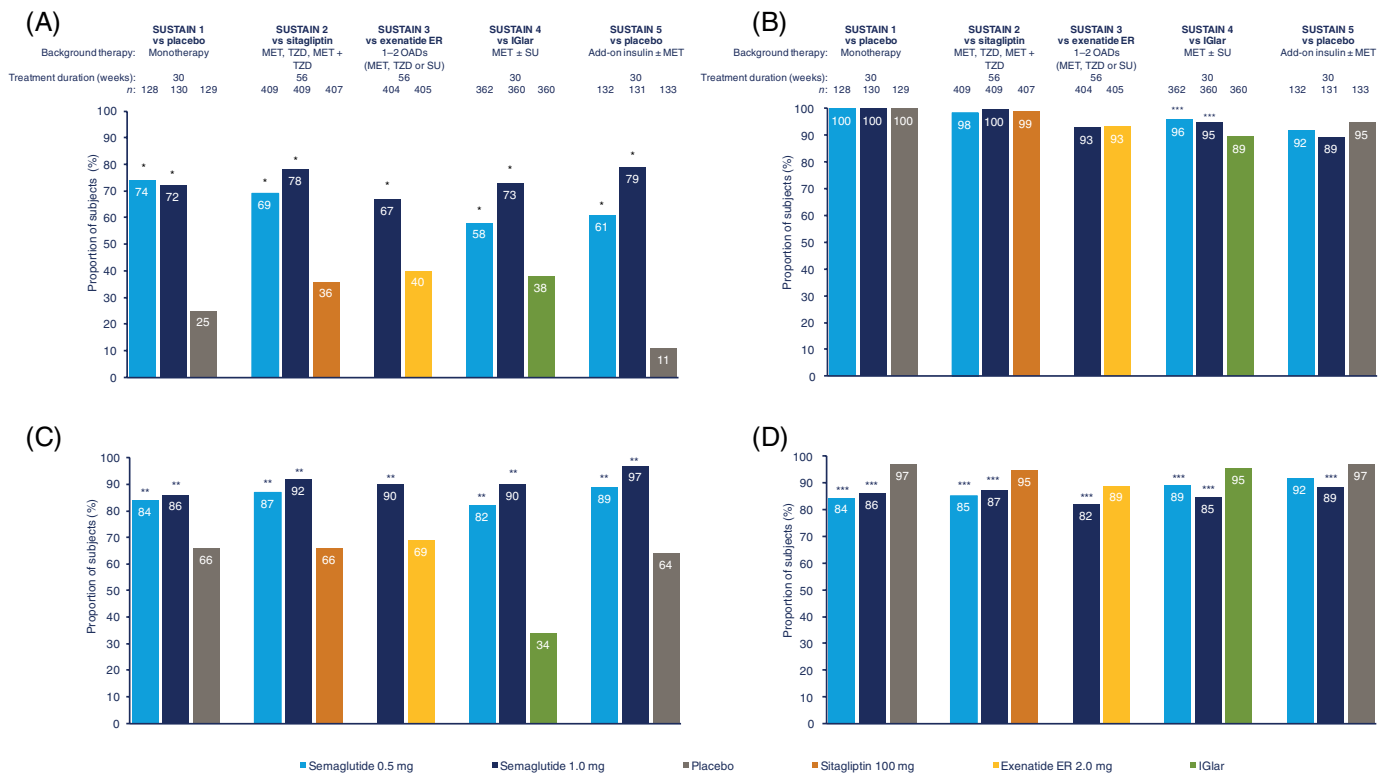 (A)
SUSTAIN 1 SUSTAIN 2 SUSTAIN 3 SUSTAIN 4 SUSTAIN 5
vs placebo vs sitagliptin vs exenatide ER vs IGlar vs placebo
Background therapy: Monotherapy MET, TZD, MET + 1–2 OADs MET ± SU Add-on insulin ± MET
TZD (MET, TZD or SU)
Treatment duration (weeks): 30 56 56 30 30
n: 128 130 129 409 409 407 404 405 362 360 360 132 131 133
Proportion of subjects (%)
100
90
80
70
60
50
40
30
20
10
0
* * * * * * * * *
74 72 25 69 78 36 67 40 58 73 38 61 79 11
(B)
SUSTAIN 1 SUSTAIN 2 SUSTAIN 3 SUSTAIN 4 SUSTAIN 5
vs placebo vs sitagliptin vs exenatide ER vs IGlar vs placebo
Background therapy: Monotherapy MET, TZD, MET + 1–2 OADs MET ± SU Add-on insulin ± MET
TZD (MET, TZD or SU)
Treatment duration (weeks): 30 56 56 30 30
n: 128 130 129 409 409 407 404 405 362 360 360 132 131 133
Proportion of subjects (%)
100
90
80
70
60
50
40
30
20
10
0
*** ***
100 100 100 98 100 99 93 93 96 95 89 92 89 95
(C)
Proportion of subjects (%)
100
90
80
70
60
50
40
30
20
10
0
** ** ** ** ** ** ** ** **
84 86 66 87 92 66 90 69 82 90 34 89 97 64
(D)
Proportion of subjects (%)
100
90
80
70
60
50
40
30
20
10
0
*** *** *** *** *** *** *** ***
84 86 97 85 87 95 82 89 89 85 95 92 89 97
Semaglutide 0.5 mg Semaglutide 1.0 mg Placebo Sitagliptin 100 mg Exenatide ER 2.0 mg IGlar